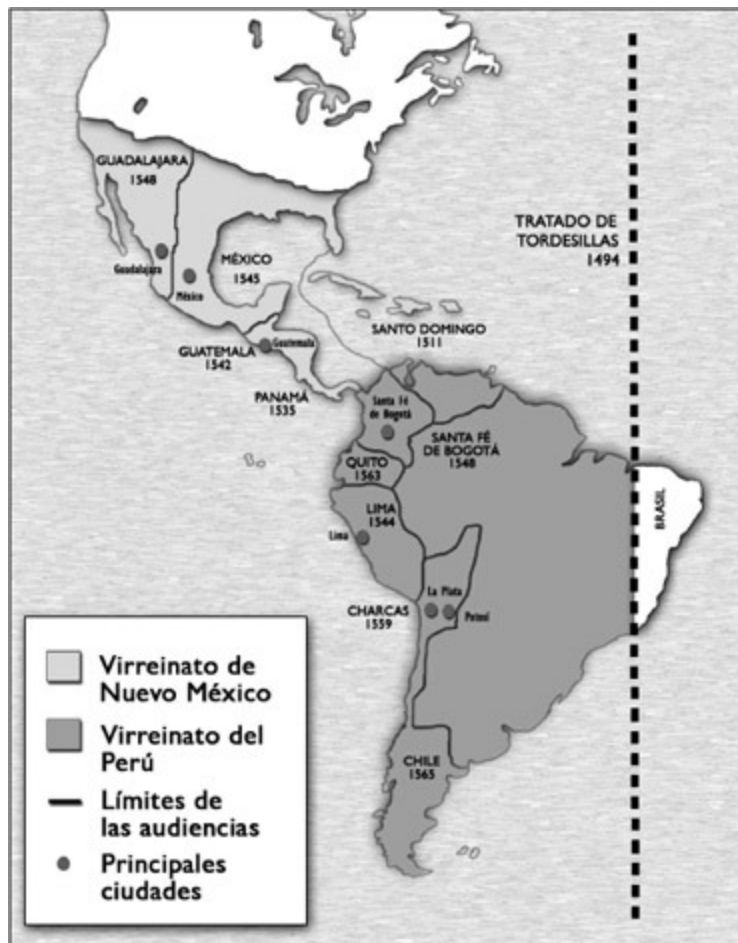 GUADALAJARA
1548
Guadalajara
México
MÉXICO
1545
TRATADO DE
TORDESILLAS
1494
SANTO DOMINGO
1511
GUATEMALA
1542
Guatemala
PANAMÁ
1535
Santa Fé
de Bogotá
SANTA FÉ
DE BOGOTÁ
1548
QUITO
1563
LIMA
1544
Lima
BRASIL
La Plata
Potosí
CHARCAS
1559
CHILE
1565
Virreinato de
Nuevo México
Virreinato del
Perú
Límites de
las audiencias
Principales
ciudades